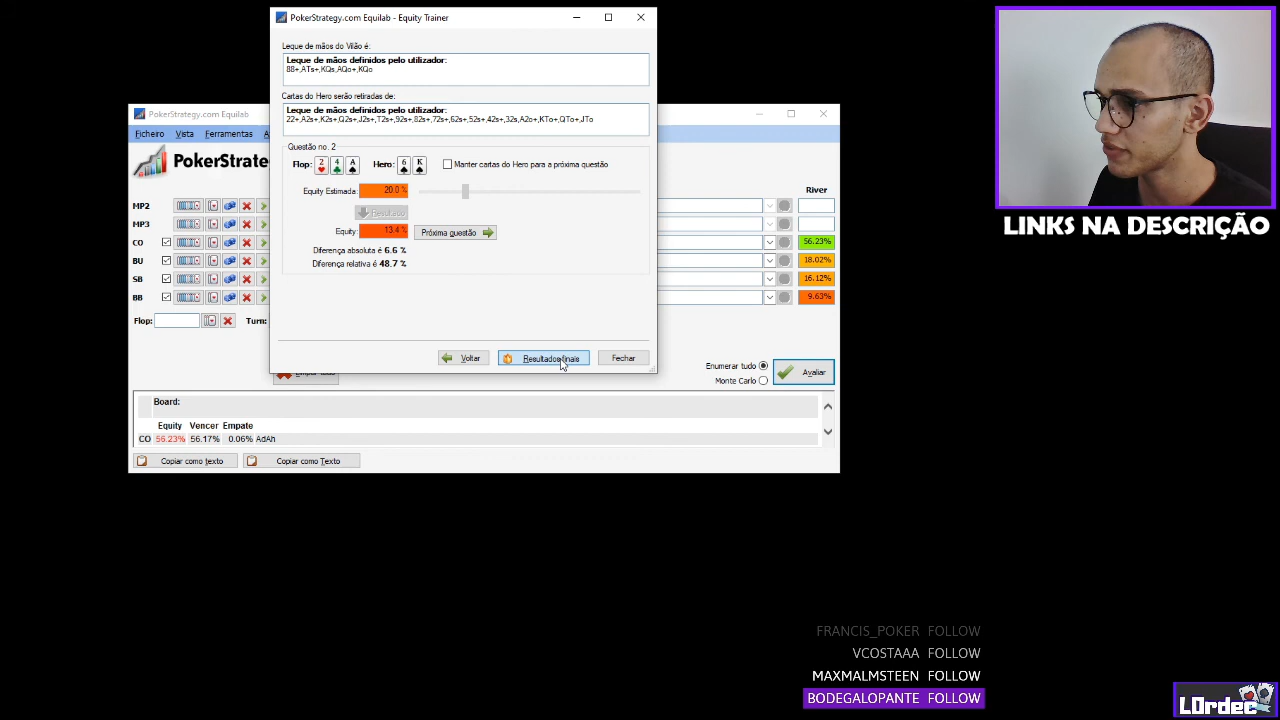 PokerStrategy.com Equilab - Equity Trainer
Leque de mãos do Vilão é:
Leque de mãos definidos pelo utilizador:
88+,ATs+,KQs,AQo+,KQo
Cartas do Hero serão retiradas de:
Leque de mãos definidos pelo utilizador:
22+,A2s+,K2s+,Q2s+,J2s+,T2s+,92s+,82s+,72s+,62s+,52s+,42s+,32s,A2o+,KTo+,QTo+,JTo
Questão no. 2
Flop: 2 4 A Hero: 6 K Manter cartas do Hero para a próxima questão
Equity Estimada: 20.0 %
Resultado
Equity: 13.4 % Próxima questão
Diferença absoluta é 6.6 %
Diferença relativa é 48.7 %
Voltar Resultados finais Fechar
PokerStrategy.com Equilab
Ficheiro Vista Ferramentas
PokerStrate
River
MP2
MP3
CO 56.23%
BU 18.02%
SB 16.12%
BB 9.63%
Flop: Turn:
Enumerar tudo
Monte Carlo
Avaliar
Board:
Equity Vencer Empate
CO 56.23% 56.17% 0.06% AdAh
Copiar como texto Copiar como Texto
LINKS NA DESCRIÇÃO
FRANCIS_POKER FOLLOW
VCOSTAAA FOLLOW
MAXMALMSTEEN FOLLOW
BODEGALOPANTE FOLLOW
LOrdec